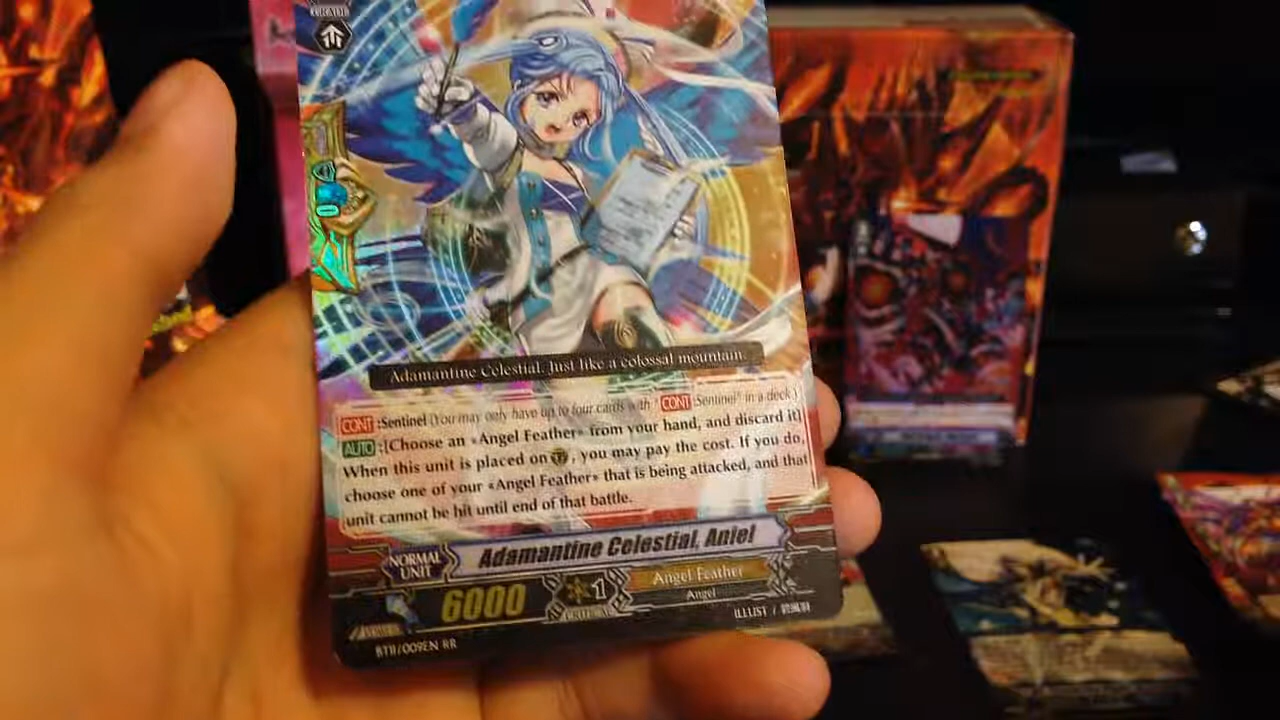 GRADE
0
Adamantine Celestial. Just like a colossal mountain.
CONT :Sentinel (You may only have up to four cards with "CONT :Sentinel" in a deck.)
AUTO :[Choose an «Angel Feather» from your hand, and discard it]
When this unit is placed on , you may pay the cost. If you do,
choose one of your «Angel Feather» that is being attacked, and that
unit cannot be hit until end of that battle.
NORMAL
UNIT
Adamantine Celestial, Aniel
6000
1
CRITICAL
Angel Feather
Angel
BT11/009EN RR
ILLUST /